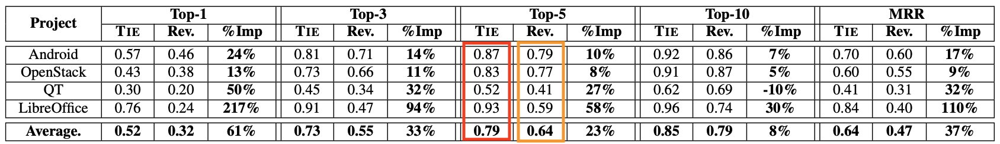 Project Top-1 Top-3 Top-5 Top-10 MRR
TIE Rev. %Imp TIE Rev. %Imp TIE Rev. %Imp TIE Rev. %Imp TIE Rev. %Imp
Android 0.57 0.46 24% 0.81 0.71 14% 0.87 0.79 10% 0.92 0.86 7% 0.70 0.60 17%
OpenStack 0.43 0.38 13% 0.73 0.66 11% 0.83 0.77 8% 0.91 0.87 5% 0.60 0.55 9%
QT 0.30 0.20 50% 0.45 0.34 32% 0.52 0.41 27% 0.62 0.69 -10% 0.41 0.31 32%
LibreOffice 0.76 0.24 217% 0.91 0.47 94% 0.93 0.59 58% 0.96 0.74 30% 0.84 0.40 110%
Average. 0.52 0.32 61% 0.73 0.55 33% 0.79 0.64 23% 0.85 0.79 8% 0.64 0.47 37%